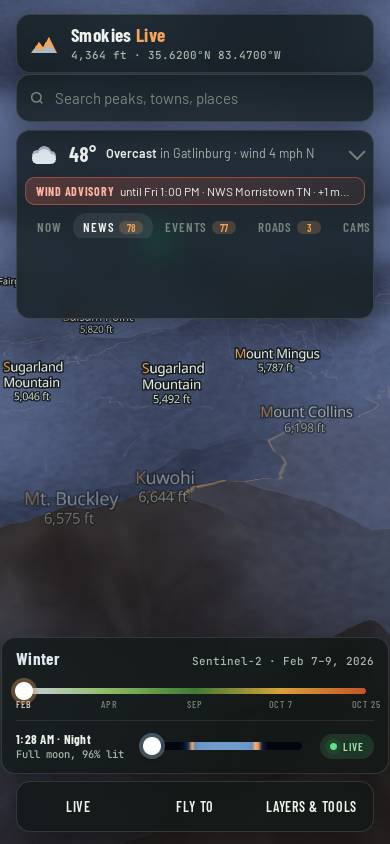 Smokies Live
4,364 ft · 35.6200°N 83.4700°W
Search peaks, towns, places
48° Overcast in Gatlinburg · wind 4 mph N
WIND ADVISORY until Fri 1:00 PM · NWS Morristown TN · +1 m...
NOW NEWS 78 EVENTS 77 ROADS 3 CAMS
5,820 ft
Mount Mingus
5,787 ft
Sugarland
Mountain
5,046 ft
Sugarland
Mountain
5,492 ft
Mount Collins
6,198 ft
Kuwohi
6,644 ft
Mt. Buckley
6,575 ft
Winter Sentinel-2 · Feb 7–9, 2026
FEB APR SEP OCT 7 OCT 25
1:28 AM · Night
Full moon, 96% lit
LIVE
LIVE FLY TO LAYERS & TOOLS